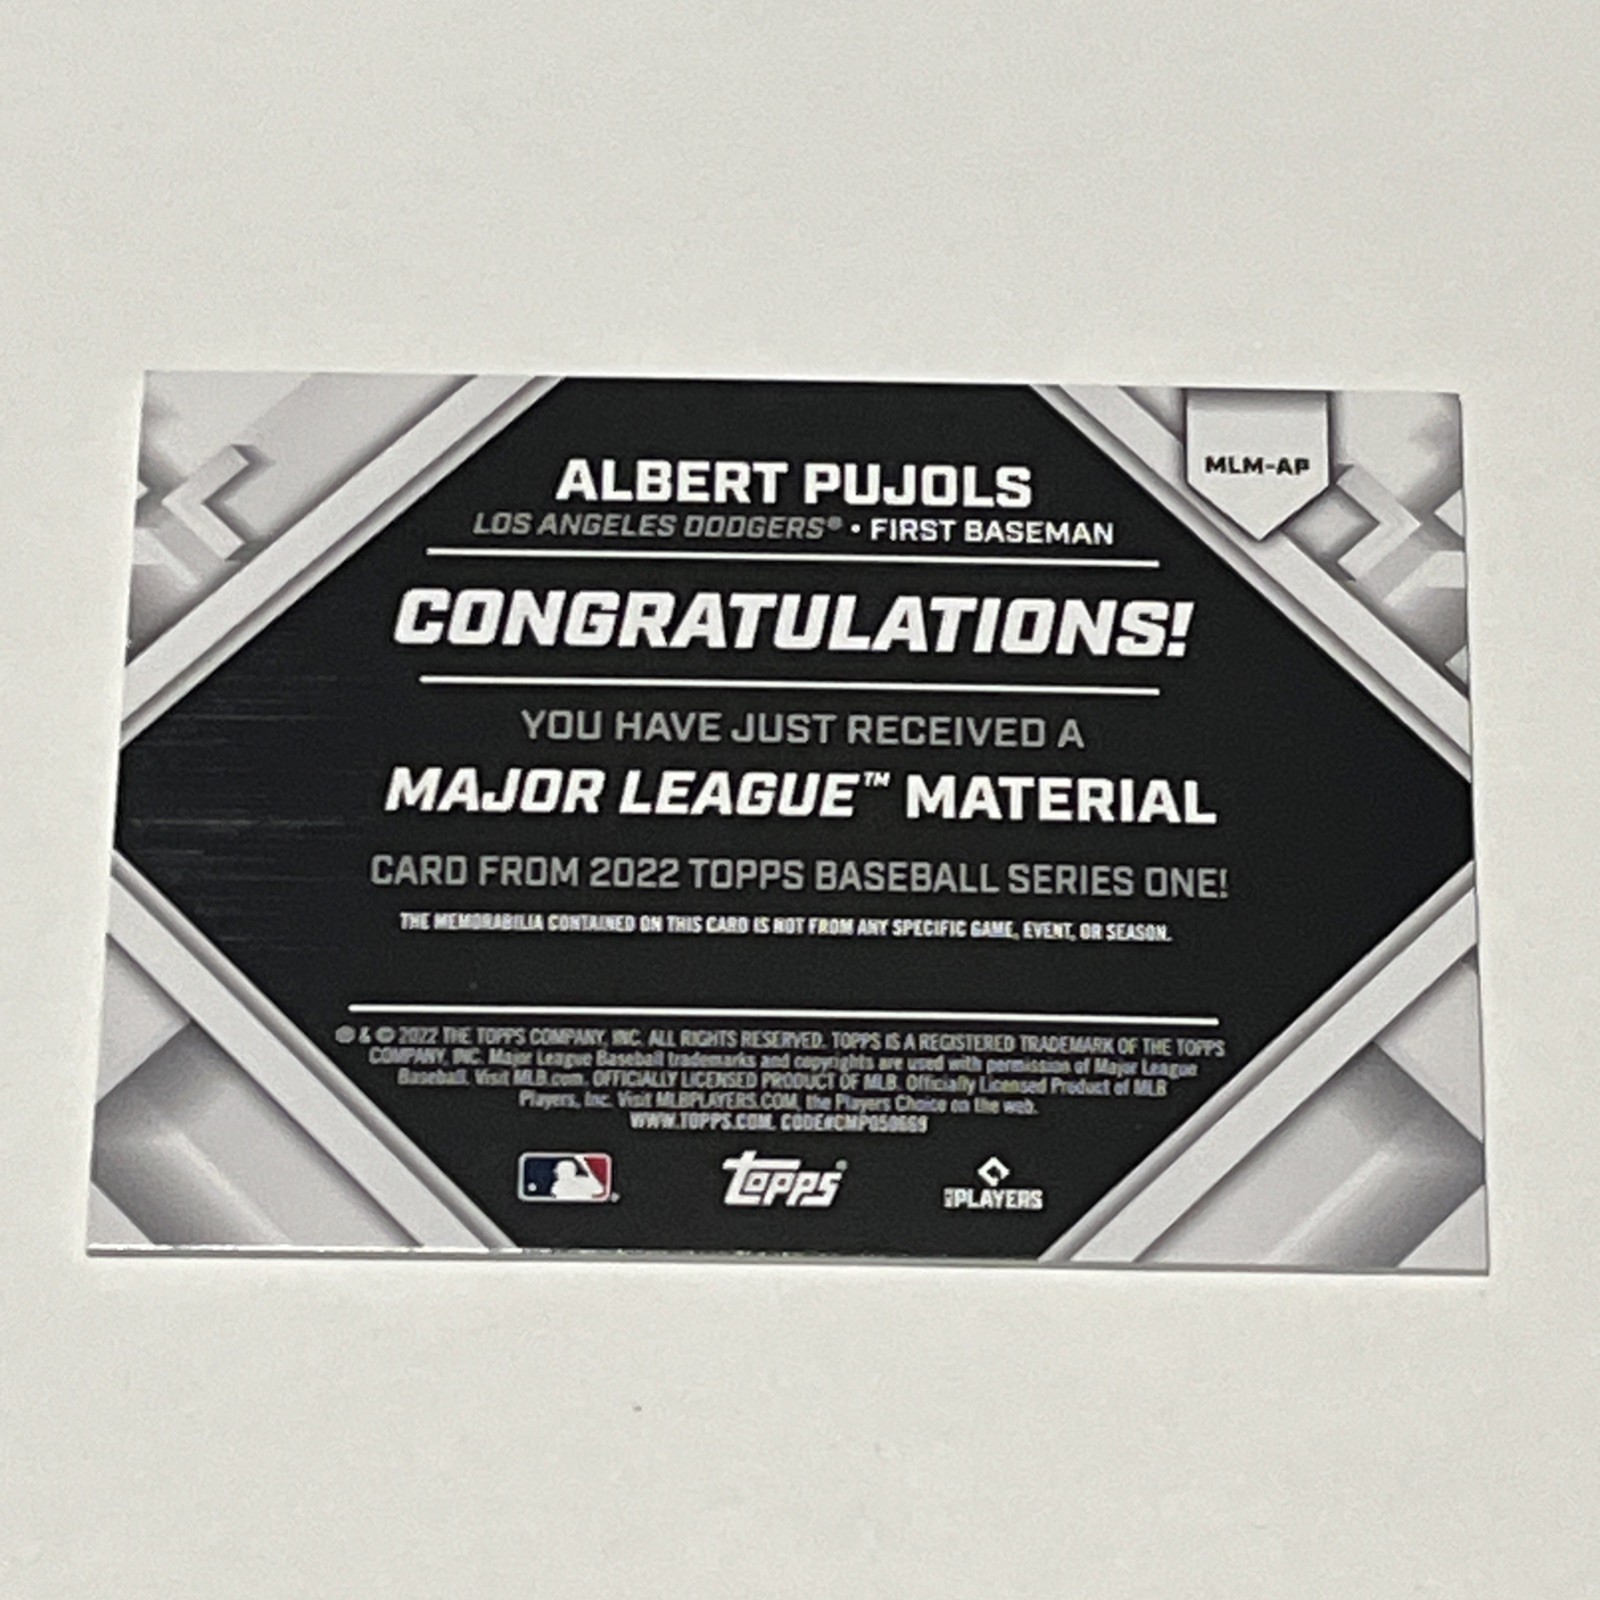 MLM-AP
ALBERT PUJOLS
LOS ANGELES DODGERS® • FIRST BASEMAN
CONGRATULATIONS!
YOU HAVE JUST RECEIVED A
MAJOR LEAGUE™ MATERIAL
CARD FROM 2022 TOPPS BASEBALL SERIES ONE!
THE MEMORABILIA CONTAINED ON THIS CARD IS NOT FROM ANY SPECIFIC GAME, EVENT, OR SEASON.
® & © 2022 THE TOPPS COMPANY, INC. ALL RIGHTS RESERVED. TOPPS IS A REGISTERED TRADEMARK OF THE TOPPS
COMPANY, INC. Major League Baseball trademarks and copyrights are used with permission of Major League
Baseball. Visit MLB.com. OFFICIALLY LICENSED PRODUCT OF MLB. Officially Licensed Product of MLB
Players, Inc. Visit MLBPLAYERS.COM, the Players Choice on the web.
WWW.TOPPS.COM. CODE#CMP050669
topps®
PLAYERS